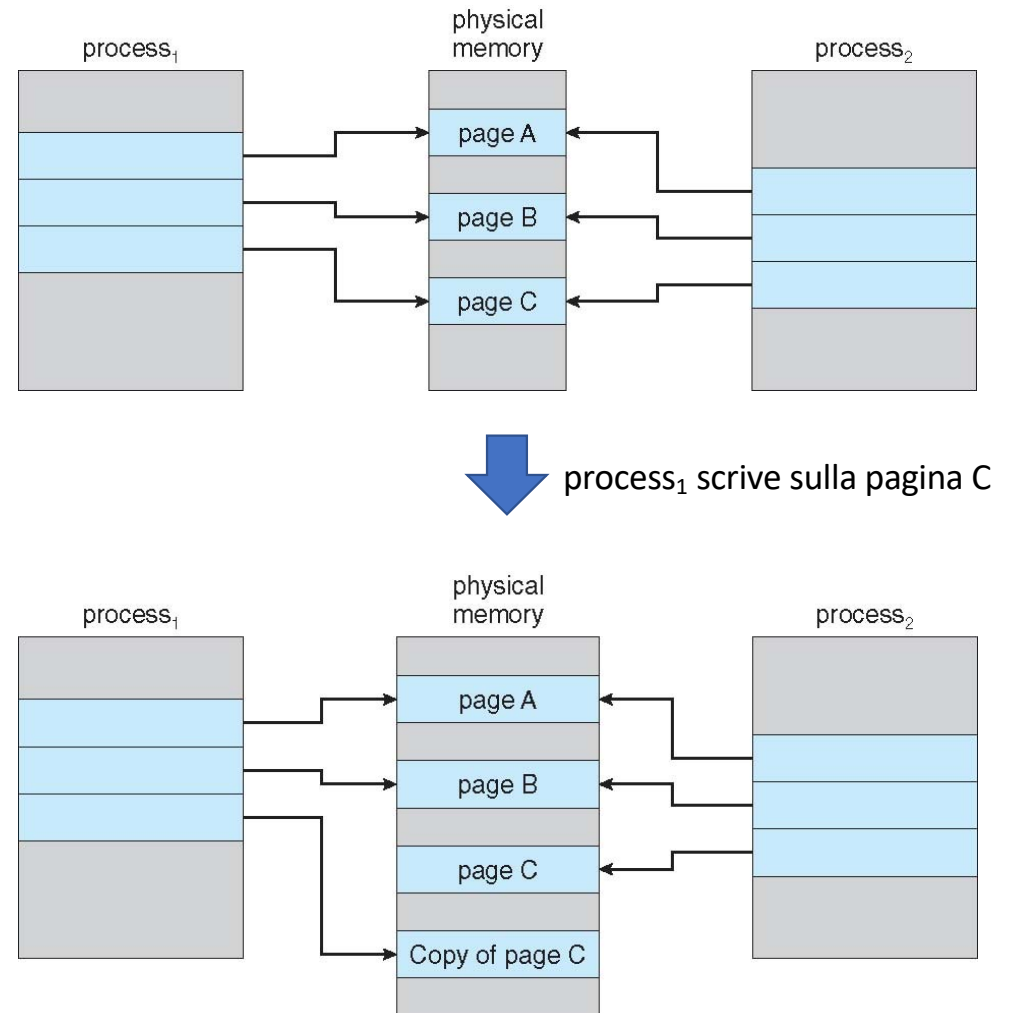 physical
memory
process₁
process₂
page A
page B
page C
process₁ scrive sulla pagina C
physical
memory
process₁
process₂
page A
page B
page C
Copy of page C